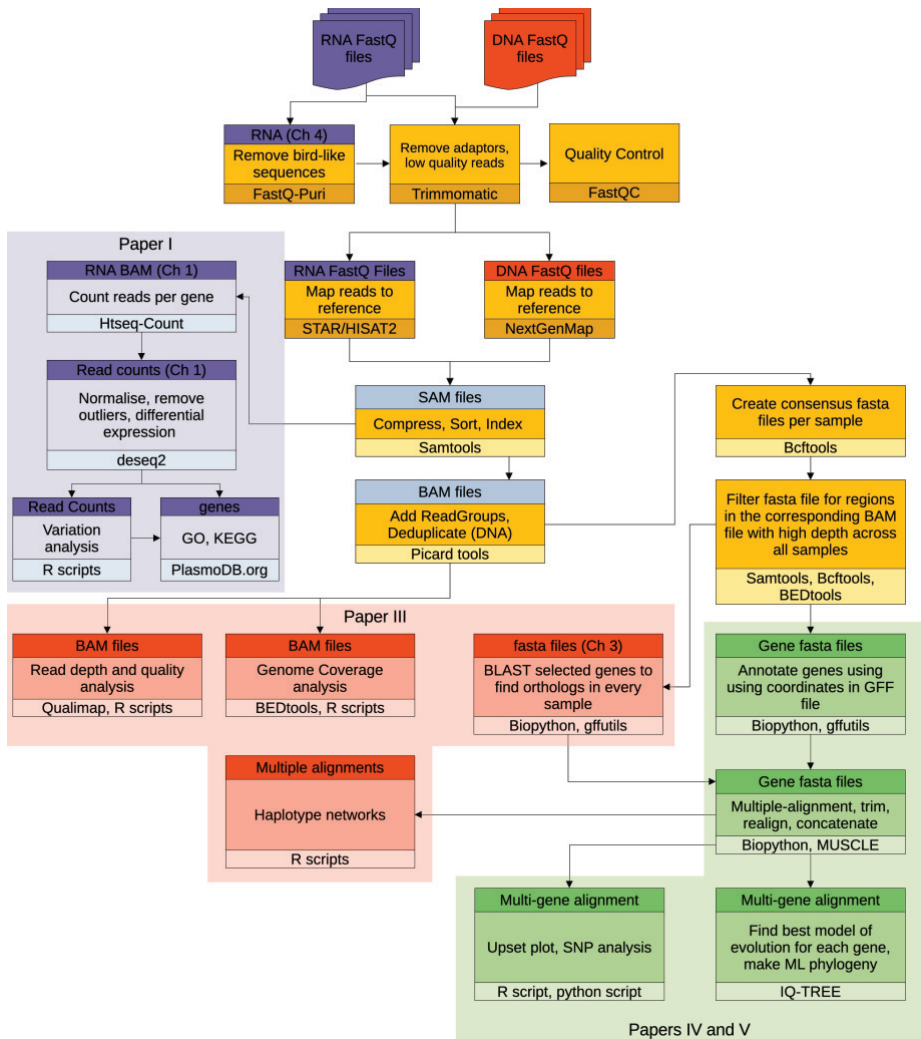 RNA FastQ
files
DNA FastQ
files
RNA (Ch 4)
Remove bird-like
sequences
FastQ-Puri
Remove adaptors,
low quality reads
Trimmomatic
Quality Control
FastQC
Paper I
RNA BAM (Ch 1)
Count reads per gene
Htseq-Count
RNA FastQ Files
Map reads to
reference
STAR/HISAT2
DNA FastQ files
Map reads to
reference
NextGenMap
Read counts (Ch 1)
Normalise, remove
outliers, differential
expression
deseq2
SAM files
Compress, Sort, Index
Samtools
Create consensus fasta
files per sample
Bcftools
Read Counts
Variation
analysis
R scripts
genes
GO, KEGG
PlasmoDB.org
BAM files
Add ReadGroups,
Deduplicate (DNA)
Picard tools
Filter fasta file for regions
in the corresponding BAM
file with high depth across
all samples
Samtools, Bcftools,
BEDtools
Paper III
BAM files
Read depth and quality
analysis
Qualimap, R scripts
BAM files
Genome Coverage
analysis
BEDtools, R scripts
fasta files (Ch 3)
BLAST selected genes to
find orthologs in every
sample
Biopython, gffutils
Gene fasta files
Annotate genes using
using coordinates in GFF
file
Biopython, gffutils
Multiple alignments
Haplotype networks
R scripts
Gene fasta files
Multiple-alignment, trim,
realign, concatenate
Biopython, MUSCLE
Multi-gene alignment
Upset plot, SNP analysis
R script, python script
Multi-gene alignment
Find best model of
evolution for each gene,
make ML phylogeny
IQ-TREE
Papers IV and V